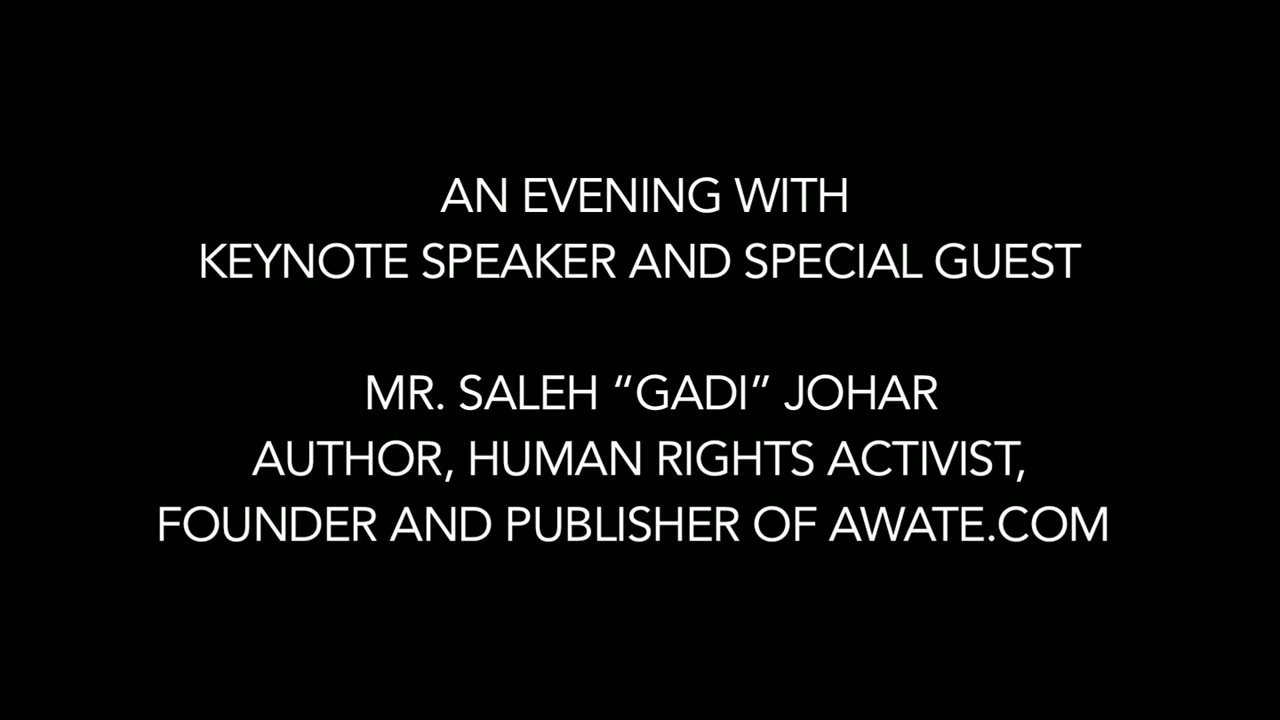 AN EVENING WITH
KEYNOTE SPEAKER AND SPECIAL GUEST
MR. SALEH “GADI” JOHAR
AUTHOR, HUMAN RIGHTS ACTIVIST,
FOUNDER AND PUBLISHER OF AWATE.COM